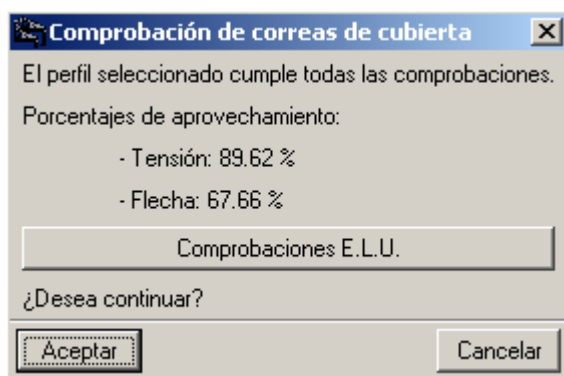 Comprobación de correas de cubierta
El perfil seleccionado cumple todas las comprobaciones.
Porcentajes de aprovechamiento:
- Tensión: 89.62 %
- Flecha: 67.66 %
Comprobaciones E.L.U.
¿Desea continuar?
Aceptar
Cancelar